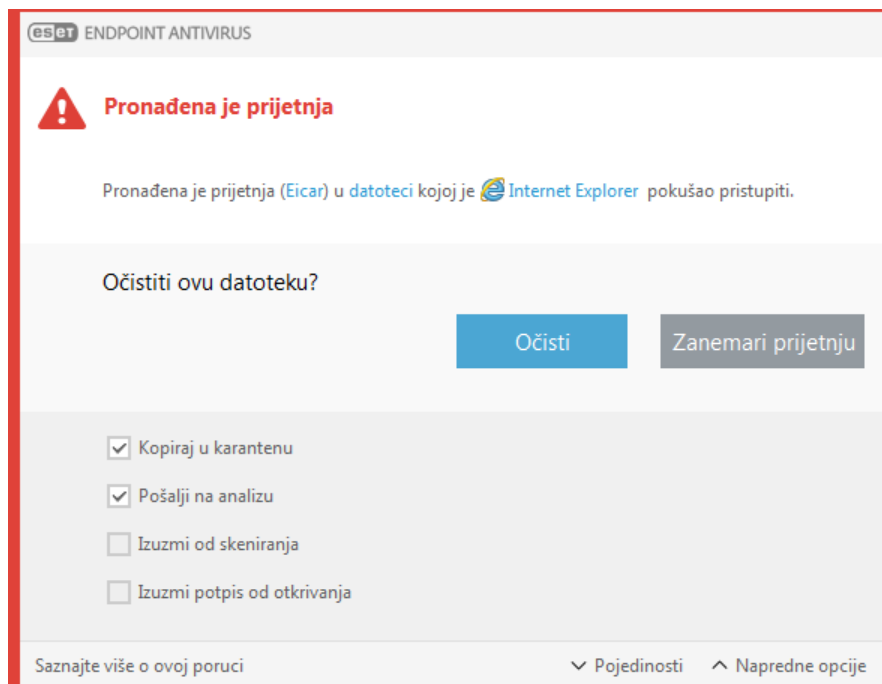 eset ENDPOINT ANTIVIRUS
Pronađena je prijetnja
Pronađena je prijetnja (Eicar) u datoteci kojoj je Internet Explorer pokušao pristupiti.
Očistiti ovu datoteku?
Očisti
Zanemari prijetnju
Kopiraj u karantenu
Pošalji na analizu
Izuzmi od skeniranja
Izuzmi potpis od otkrivanja
Saznajte više o ovoj poruci
Pojedinosti
Napredne opcije